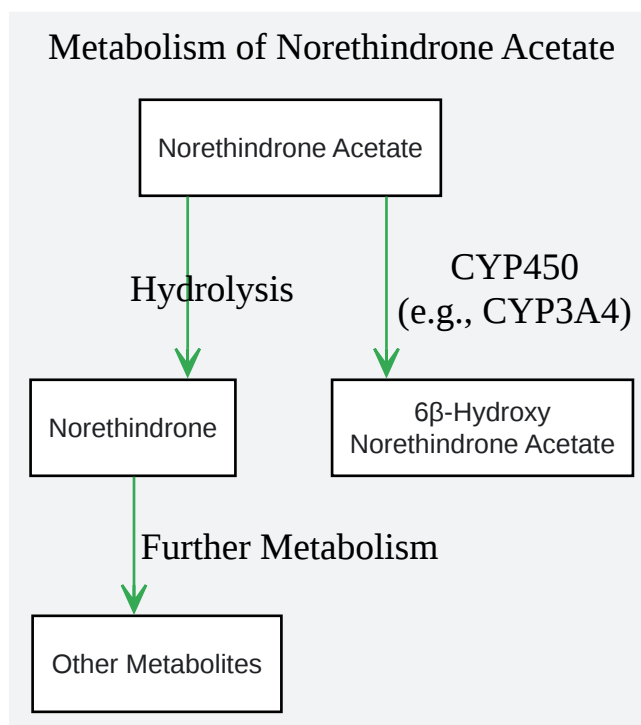 Metabolism of Norethindrone Acetate
Norethindrone Acetate
Hydrolysis
CYP450
(e.g., CYP3A4)
Norethindrone
6β-Hydroxy
Norethindrone Acetate
Further Metabolism
Other Metabolites